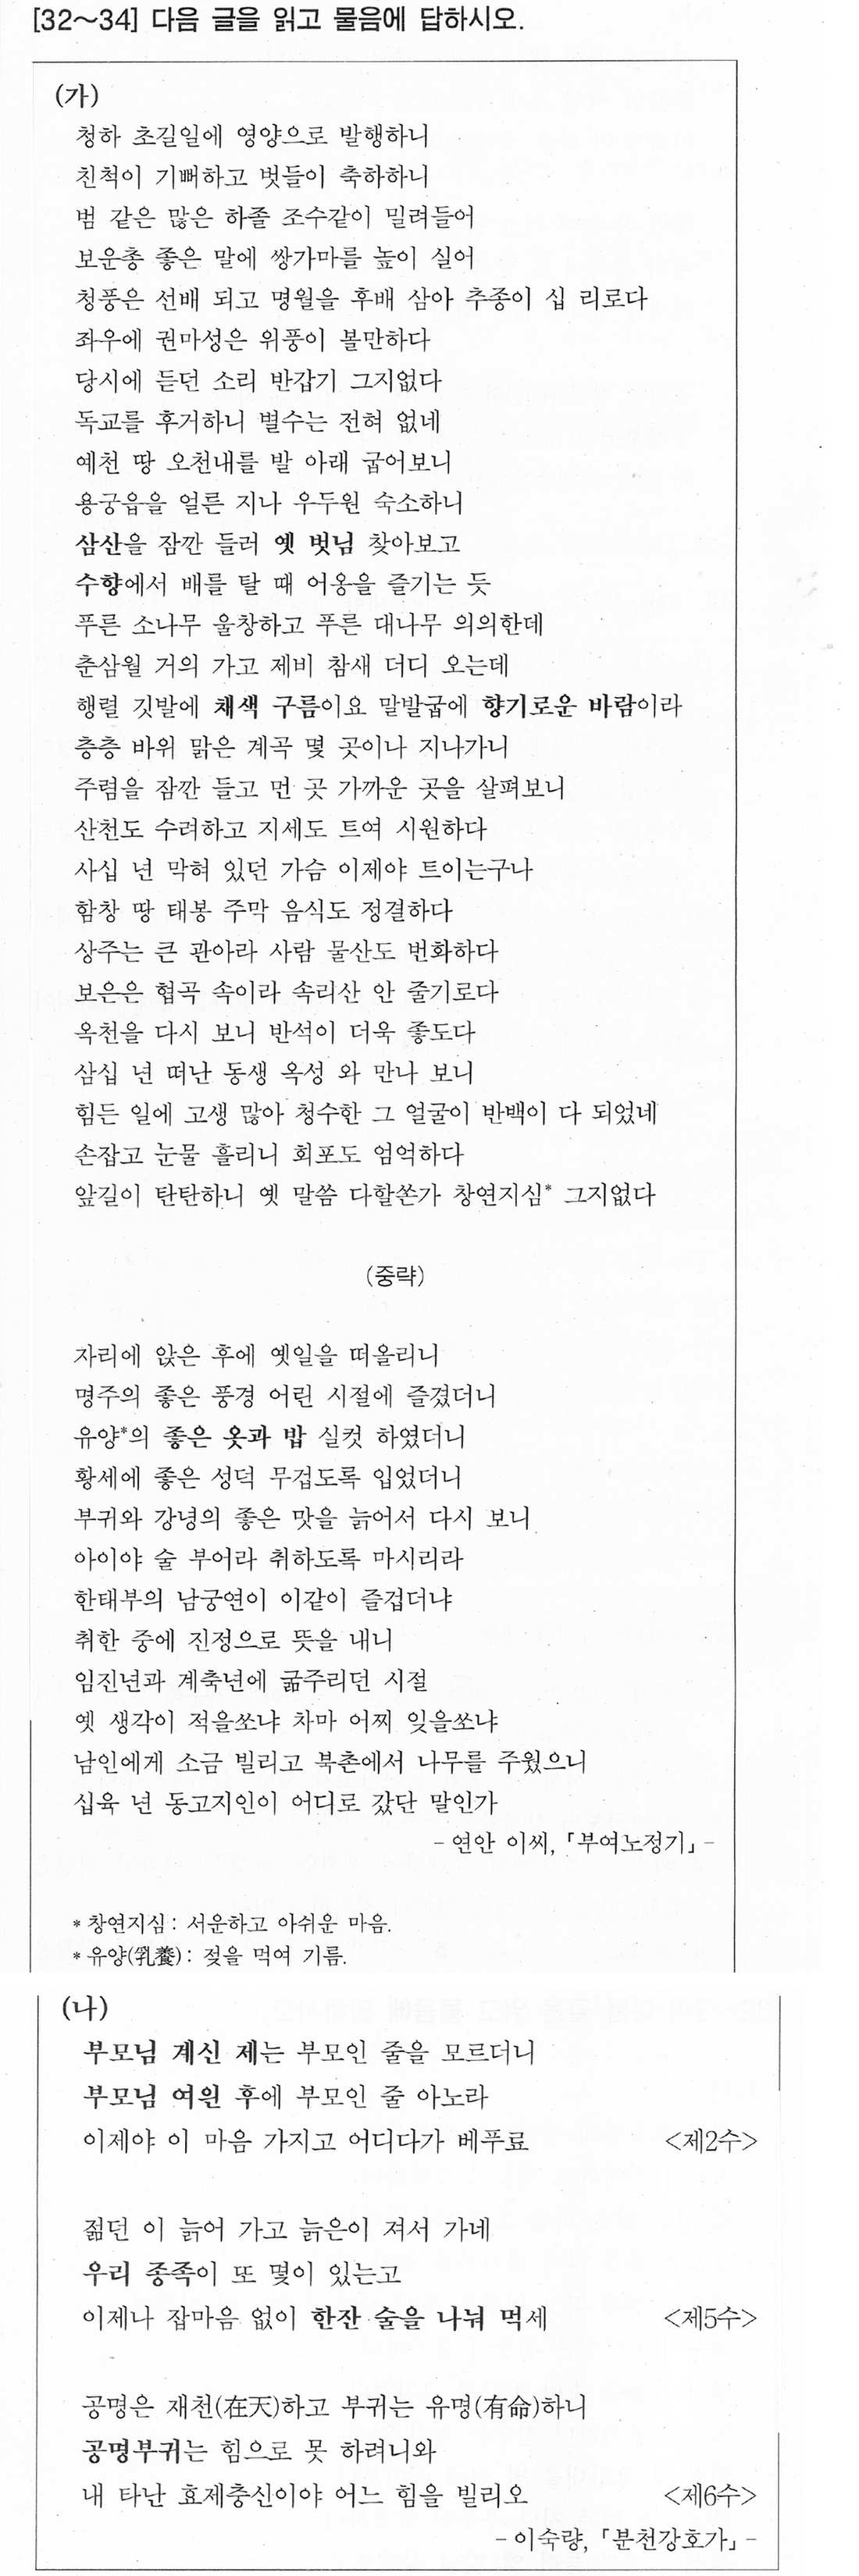 [32～34] 다음 글을 읽고 물음에 답하시오.
(가)
청하 초길일에 영양으로 발행하니
친척이 기뻐하고 벗들이 축하하니
범 같은 많은 하졸 조수같이 밀려들어
보운총 좋은 말에 쌍가마를 높이 실어
청풍은 선배 되고 명월을 후배 삼아 추종이 십 리로다
좌우에 권마성은 위풍이 볼만하다
당시에 듣던 소리 반갑기 그지없다
독교를 후거하니 별수는 전혀 없네
예천 땅 오천내를 발 아래 굽어보니
용궁읍을 얼른 지나 우두원 숙소하니
삼산을 잠깐 들러 옛 벗님 찾아보고
수향에서 배를 탈 때 어옹을 즐기는 듯
푸른 소나무 울창하고 푸른 대나무 의의한데
춘삼월 거의 가고 제비 참새 더디 오는데
행렬 깃발에 채색 구름이요 말발굽에 향기로운 바람이라
층층 바위 맑은 계곡 몇 곳이나 지나가니
주렴을 잠깐 들고 먼 곳 가까운 곳을 살펴보니
산천도 수려하고 지세도 트여 시원하다
사십 년 막혀 있던 가슴 이제야 트이는구나
함창 땅 태봉 주막 음식도 정결하다
상주는 큰 관아라 사람 물산도 번화하다
보은은 협곡 속이라 속리산 안 줄기로다
옥천을 다시 보니 반석이 더욱 좋도다
삼십 년 떠난 동생 옥성 와 만나 보니
힘든 일에 고생 많아 청수한 그 얼굴이 반백이 다 되었네
손잡고 눈물 흘리니 회포도 엄억하다
앞길이 탄탄하니 옛 말씀 다할쏜가 창연지심* 그지없다
(중략)
자리에 앉은 후에 옛일을 떠올리니
명주의 좋은 풍경 어린 시절에 즐겼더니
유양*의 좋은 옷과 밥 실컷 하였더니
황세에 좋은 성덕 무겁도록 입었더니
부귀와 강녕의 좋은 맛을 늙어서 다시 보니
아이야 술 부어라 취하도록 마시리라
한태부의 남궁연이 이같이 즐겁더냐
취한 중에 진정으로 뜻을 내니
임진년과 계축년에 굶주리던 시절
옛 생각이 적을쏘냐 차마 어찌 잊을쏘냐
남인에게 소금 빌리고 북촌에서 나무를 주웠으니
십육 년 동고지인이 어디로 갔단 말인가
- 연안 이씨, 「부여노정기」 -
* 창연지심 : 서운하고 아쉬운 마음.
* 유양(乳養) : 젖을 먹여 기름.
(나)
부모님 계신 제는 부모인 줄을 모르더니
부모님 여읜 후에 부모인 줄 아노라
이제야 이 마음 가지고 어디다가 베푸료 <제2수>
젊던 이 늙어 가고 늙은이 져서 가네
우리 종족이 또 몇이 있는고
이제나 잡마음 없이 한잔 술을 나눠 먹세 <제5수>
공명은 재천(在天)하고 부귀는 유명(有命)하니
공명부귀는 힘으로 못 하려니와
내 타난 효제충신이야 어느 힘을 빌리오 <제6수>
- 이숙량, 「분천강호가」 -